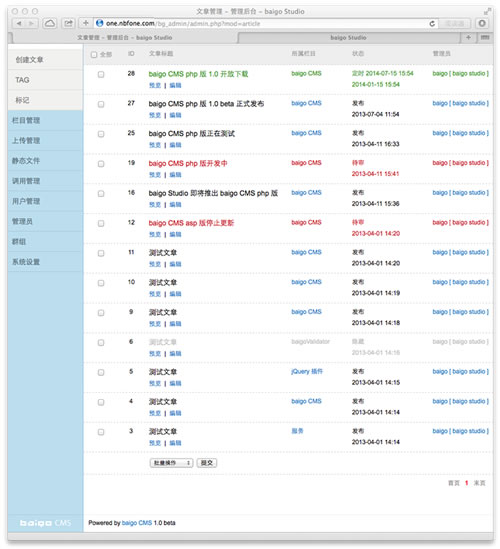 文章管理 – 管理后台 – baigo Studio
one.nbfone.com/bg_admin/admin.php?mod=article
阅读器
文章管理 – 管理后台 – baigo Studio
baigo Studio
创建文章
TAG
标记
栏目管理
上传管理
静态文件
调用管理
用户管理
管理员
群组
系统设置
全部 ID 文章标题 所属栏目 状态 管理员
28 baigo CMS php 版 1.0 开放下载 baigo CMS 定时 2014-07-15 15:54 baigo [ baigo studio ]
预览 | 编辑 2014-01-15 15:54
27 baigo CMS php 版 1.0 beta 正式发布 baigo CMS 发布 baigo [ baigo studio ]
预览 | 编辑 2013-07-04 11:54
25 baigo CMS php 版正在测试 baigo CMS 发布 baigo [ baigo studio ]
预览 | 编辑 2013-04-11 16:33
19 baigo CMS php 版开发中 baigo CMS 待审 baigo [ baigo studio ]
预览 | 编辑 2013-04-11 15:41
16 baigo Studio 即将推出 baigo CMS php 版 baigo CMS 发布 baigo [ baigo studio ]
预览 | 编辑 2013-04-11 15:36
12 baigo CMS asp 版停止更新 baigo CMS 待审 baigo [ baigo studio ]
预览 | 编辑 2013-04-01 14:20
11 测试文章 baigo CMS 发布 baigo [ baigo studio ]
预览 | 编辑 2013-04-01 14:20
10 测试文章 baigo CMS 发布 baigo [ baigo studio ]
预览 | 编辑 2013-04-01 14:19
9 测试文章 baigo CMS 发布 baigo [ baigo studio ]
预览 | 编辑 2013-04-01 14:18
6 测试文章 baigoValidator 隐藏 baigo [ baigo studio ]
预览 | 编辑 2013-04-01 14:16
5 测试文章 jQuery 插件 发布 baigo [ baigo studio ]
预览 | 编辑 2013-04-01 14:15
4 测试文章 baigo CMS 发布 baigo [ baigo studio ]
预览 | 编辑 2013-04-01 14:14
3 测试文章 服务 发布 baigo [ baigo studio ]
预览 | 编辑 2013-04-01 14:14
批量操作 提交
首页 1 末页
baigo CMS
Powered by baigo CMS 1.0 beta